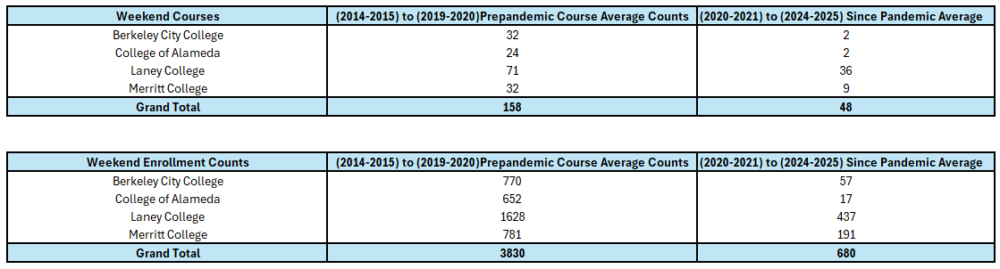 Weekend Courses (2014-2015) to (2019-2020)Prepandemic Course Average Counts (2020-2021) to (2024-2025) Since Pandemic Average
Berkeley City College 32 2
College of Alameda 24 2
Laney College 71 36
Merritt College 32 9
Grand Total 158 48
Weekend Enrollment Counts (2014-2015) to (2019-2020)Prepandemic Course Average Counts (2020-2021) to (2024-2025) Since Pandemic Average
Berkeley City College 770 57
College of Alameda 652 17
Laney College 1628 437
Merritt College 781 191
Grand Total 3830 680